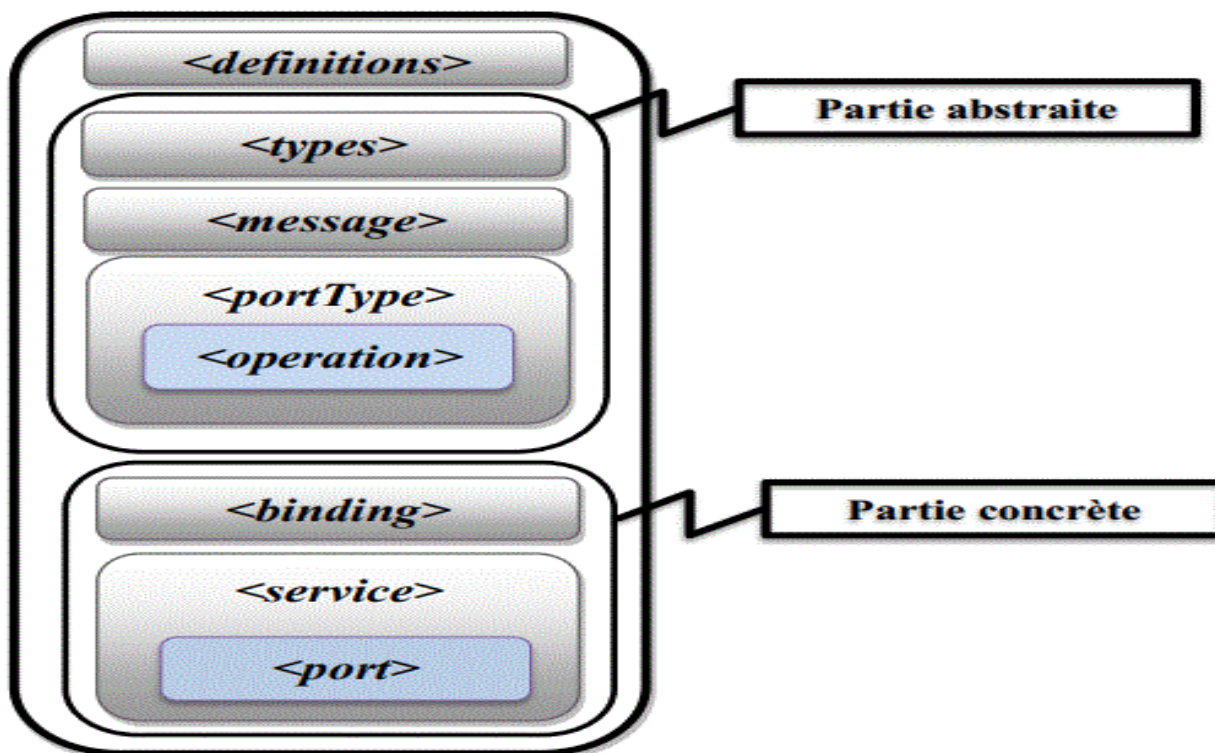 <definitions>
Partie abstraite
<types>
<message>
<portType>
<operation>
<binding>
Partie concrète
<service>
<port>